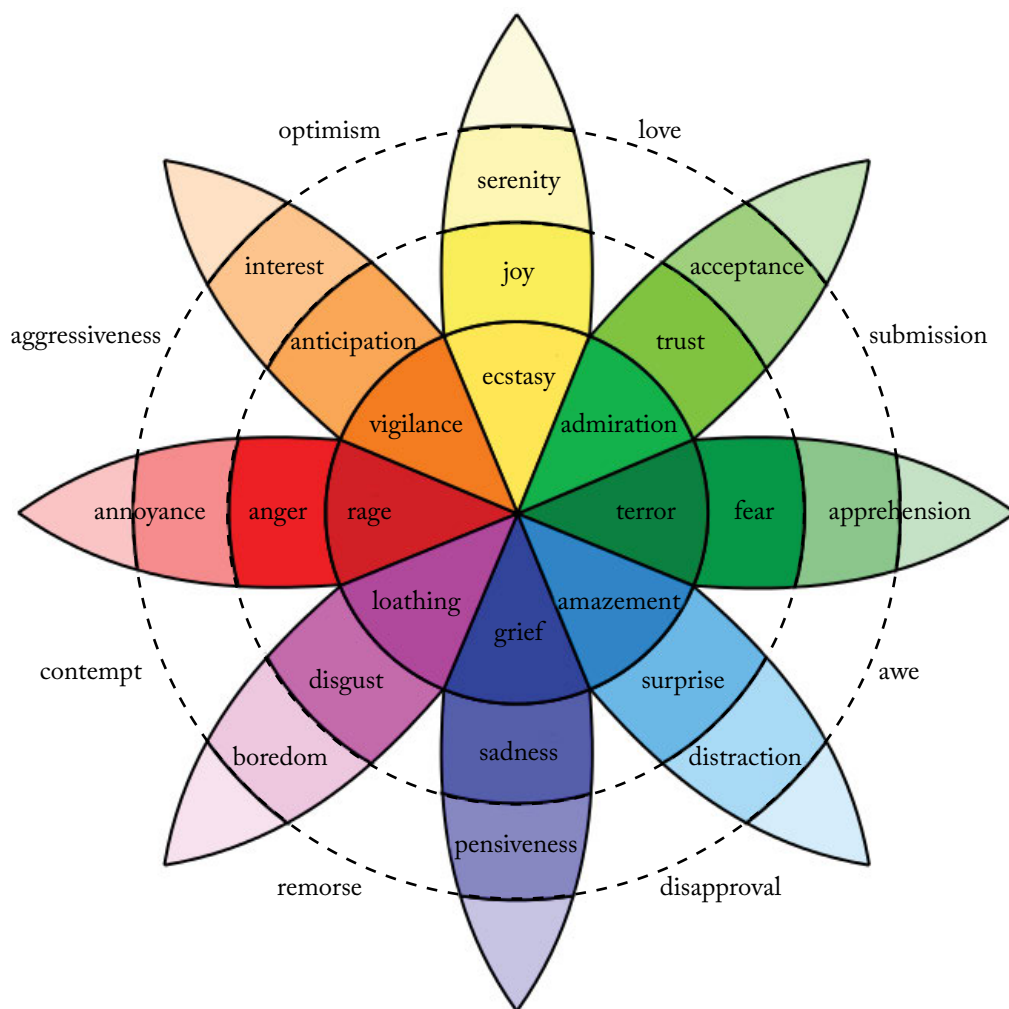 optimism
love
serenity
interest
acceptance
joy
aggressiveness
anticipation
trust
submission
ecstasy
vigilance
admiration
annoyance
anger
rage
terror
fear
apprehension
loathing
amazement
grief
contempt
disgust
surprise
awe
boredom
sadness
distraction
pensiveness
remorse
disapproval